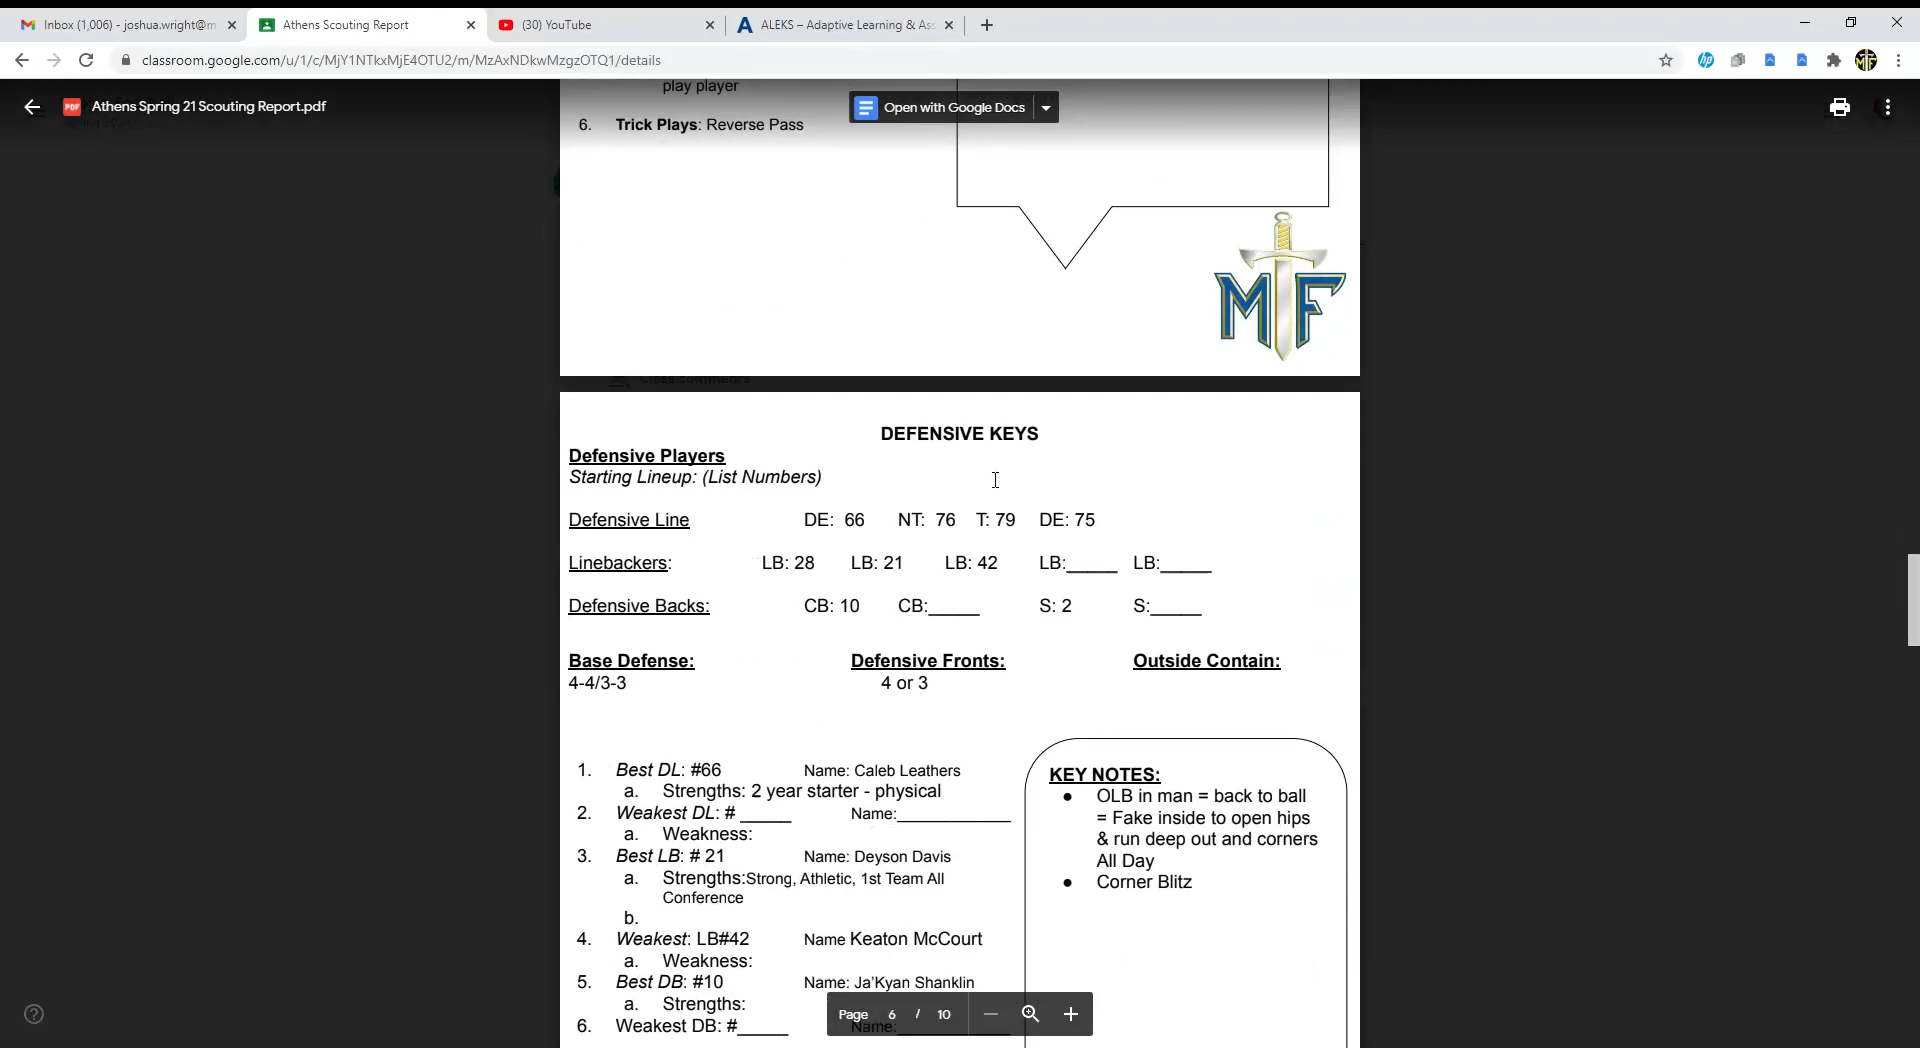 Inbox (1,006) - joshua.wright@m
Athens Scouting Report
(30) YouTube
ALEKS – Adaptive Learning & Ass
classroom.google.com/u/1/c/MjY1NTkxMjE4OTU2/m/MzAxNDkwMzgzOTQ1/details
PDF Athens Spring 21 Scouting Report.pdf
Open with Google Docs
play player
6. Trick Plays: Reverse Pass
MTF
DEFENSIVE KEYS
Defensive Players
Starting Lineup: (List Numbers)
Defensive Line DE: 66 NT: 76 T: 79 DE: 75
Linebackers: LB: 28 LB: 21 LB: 42 LB:_____ LB:_____
Defensive Backs: CB: 10 CB:_____ S: 2 S:_____
Base Defense: Defensive Fronts: Outside Contain:
4-4/3-3 4 or 3
1. Best DL: #66 Name: Caleb Leathers
a. Strengths: 2 year starter - physical
2. Weakest DL: # _____ Name:___________
a. Weakness:
3. Best LB: # 21 Name: Deyson Davis
a. Strengths:Strong, Athletic, 1st Team All
Conference
b.
4. Weakest: LB#42 Name Keaton McCourt
a. Weakness:
5. Best DB: #10 Name: Ja'Kyan Shanklin
a. Strengths:
6. Weakest DB: #_____ Name:___________
KEY NOTES:
● OLB in man = back to ball
= Fake inside to open hips
& run deep out and corners
All Day
● Corner Blitz
Page 6 / 10